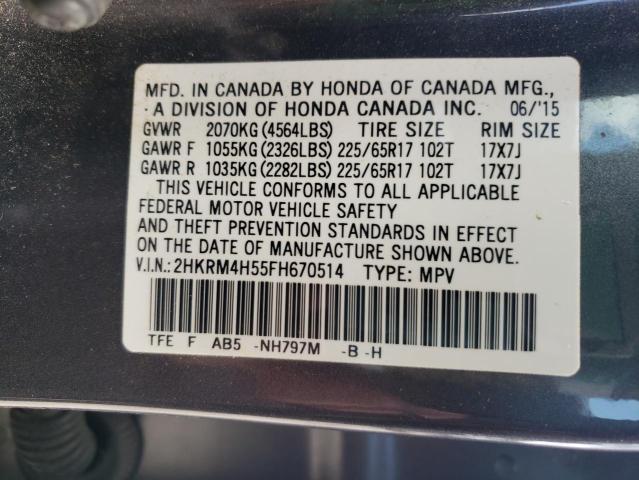 MFD. IN CANADA BY HONDA OF CANADA MFG.,
A DIVISION OF HONDA CANADA INC. 06/'15
GVWR 2070KG (4564LBS) TIRE SIZE RIM SIZE
GAWR F 1055KG (2326LBS) 225/65R17 102T 17X7J
GAWR R 1035KG (2282LBS) 225/65R17 102T 17X7J
THIS VEHICLE CONFORMS TO ALL APPLICABLE
FEDERAL MOTOR VEHICLE SAFETY
AND THEFT PREVENTION STANDARDS IN EFFECT
ON THE DATE OF MANUFACTURE SHOWN ABOVE.
V.I.N.: 2HKRM4H55FH670514 TYPE: MPV
TFE F AB5 -NH797M -B -H